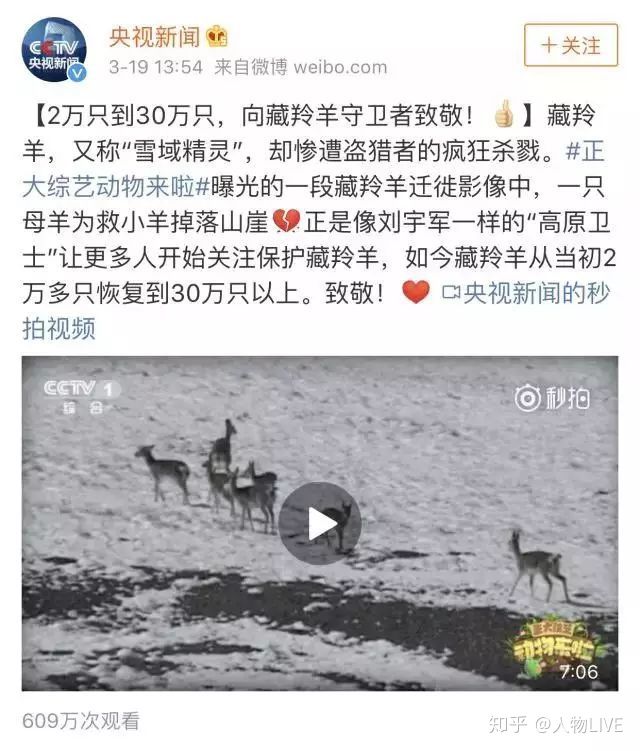 CCTV
央视新闻
央视新闻
+关注
3-19 13:54 来自微博 weibo.com
【2万只到30万只，向藏羚羊守卫者致敬！👍】藏羚
羊，又称“雪域精灵”，却惨遭盗猎者的疯狂杀戮。#正
大综艺动物来啦#曝光的一段藏羚羊迁徙影像中，一只
母羊为救小羊掉落山崖💔正是像刘宇军一样的“高原卫
士”让更多人开始关注保护藏羚羊，如今藏羚羊从当初2
万多只恢复到30万只以上。致敬！❤️ 央视新闻的秒
拍视频
CCTV 1
综合
秒拍
正大综艺
动物来啦
7:06
609万次观看
知乎 @人物LIVE